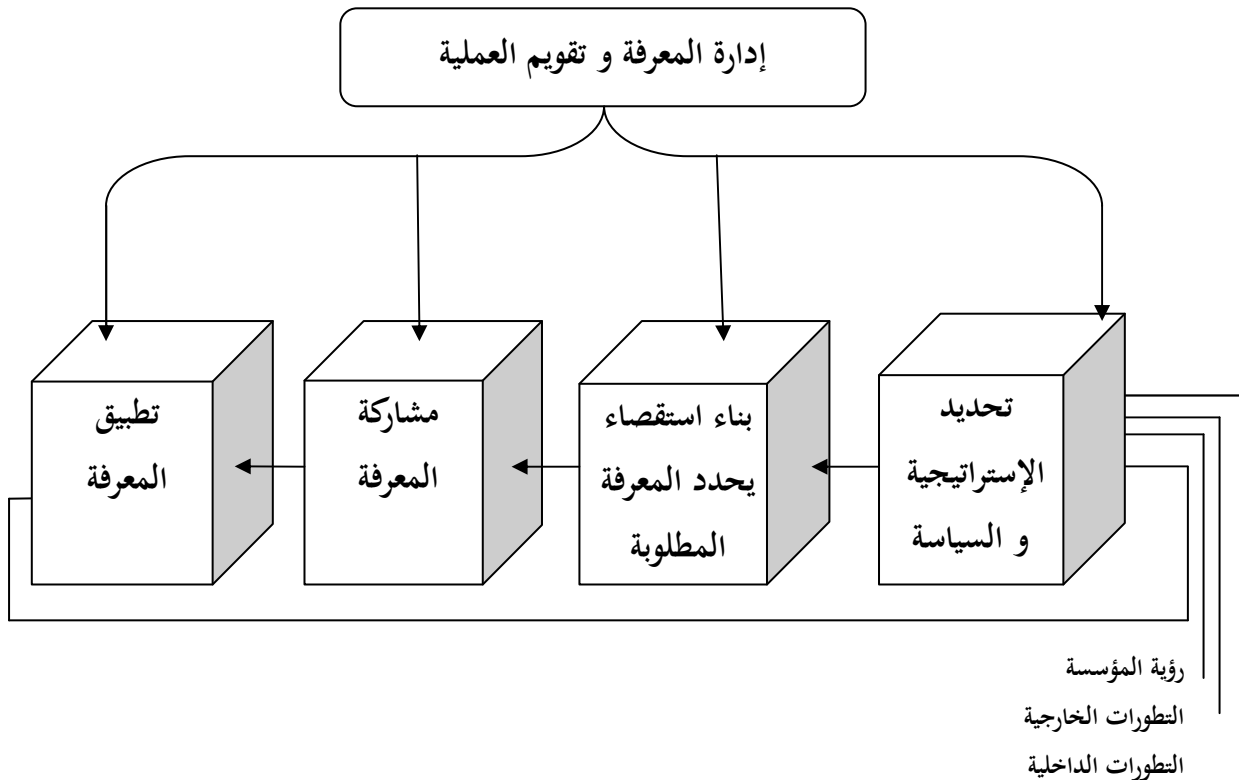 إدارة المعرفة و تقويم العملية
تحديد
الإستراتيجية
و السياسة
بناء استقصاء
يحدد المعرفة
المطلوبة
مشاركة
المعرفة
تطبيق
المعرفة
رؤية المؤسسة
التطورات الخارجية
التطورات الداخلية